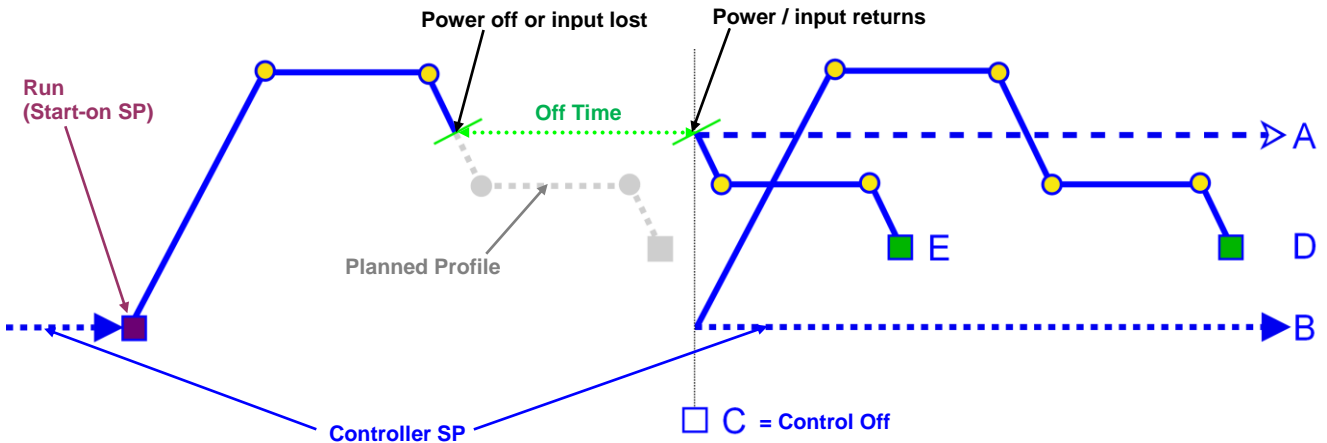 Power off or input lost
Power / input returns
Run
(Start-on SP)
Off Time
A
Planned Profile
E
D
B
C = Control Off
Controller SP